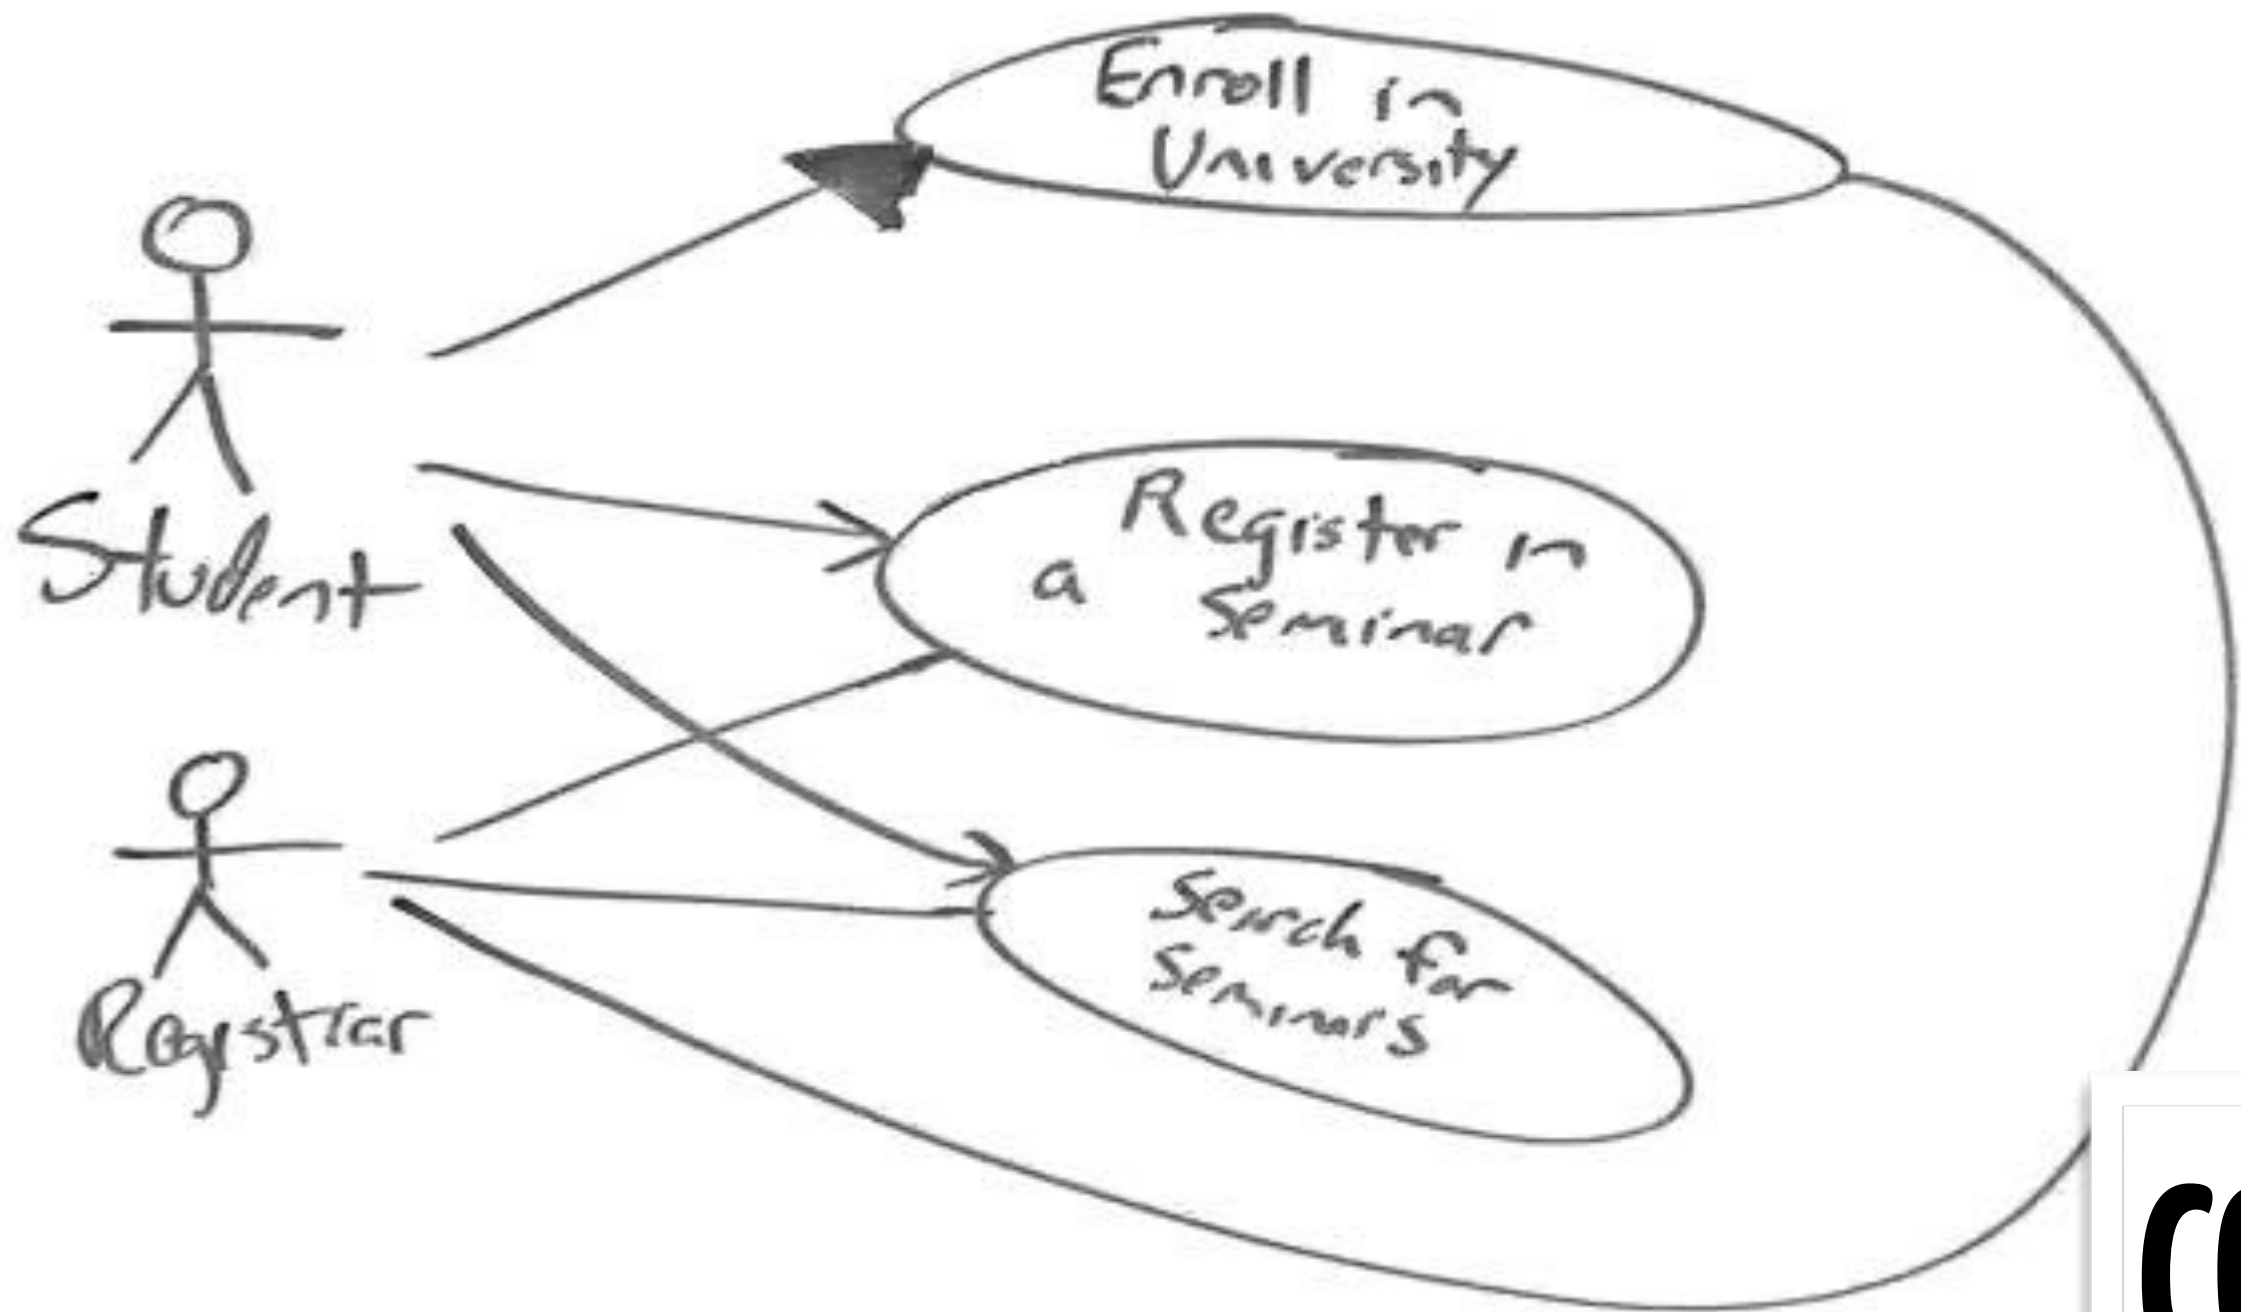 Enroll in
University
Student
Register in
a Seminar
Registrar
Search for
Seminars